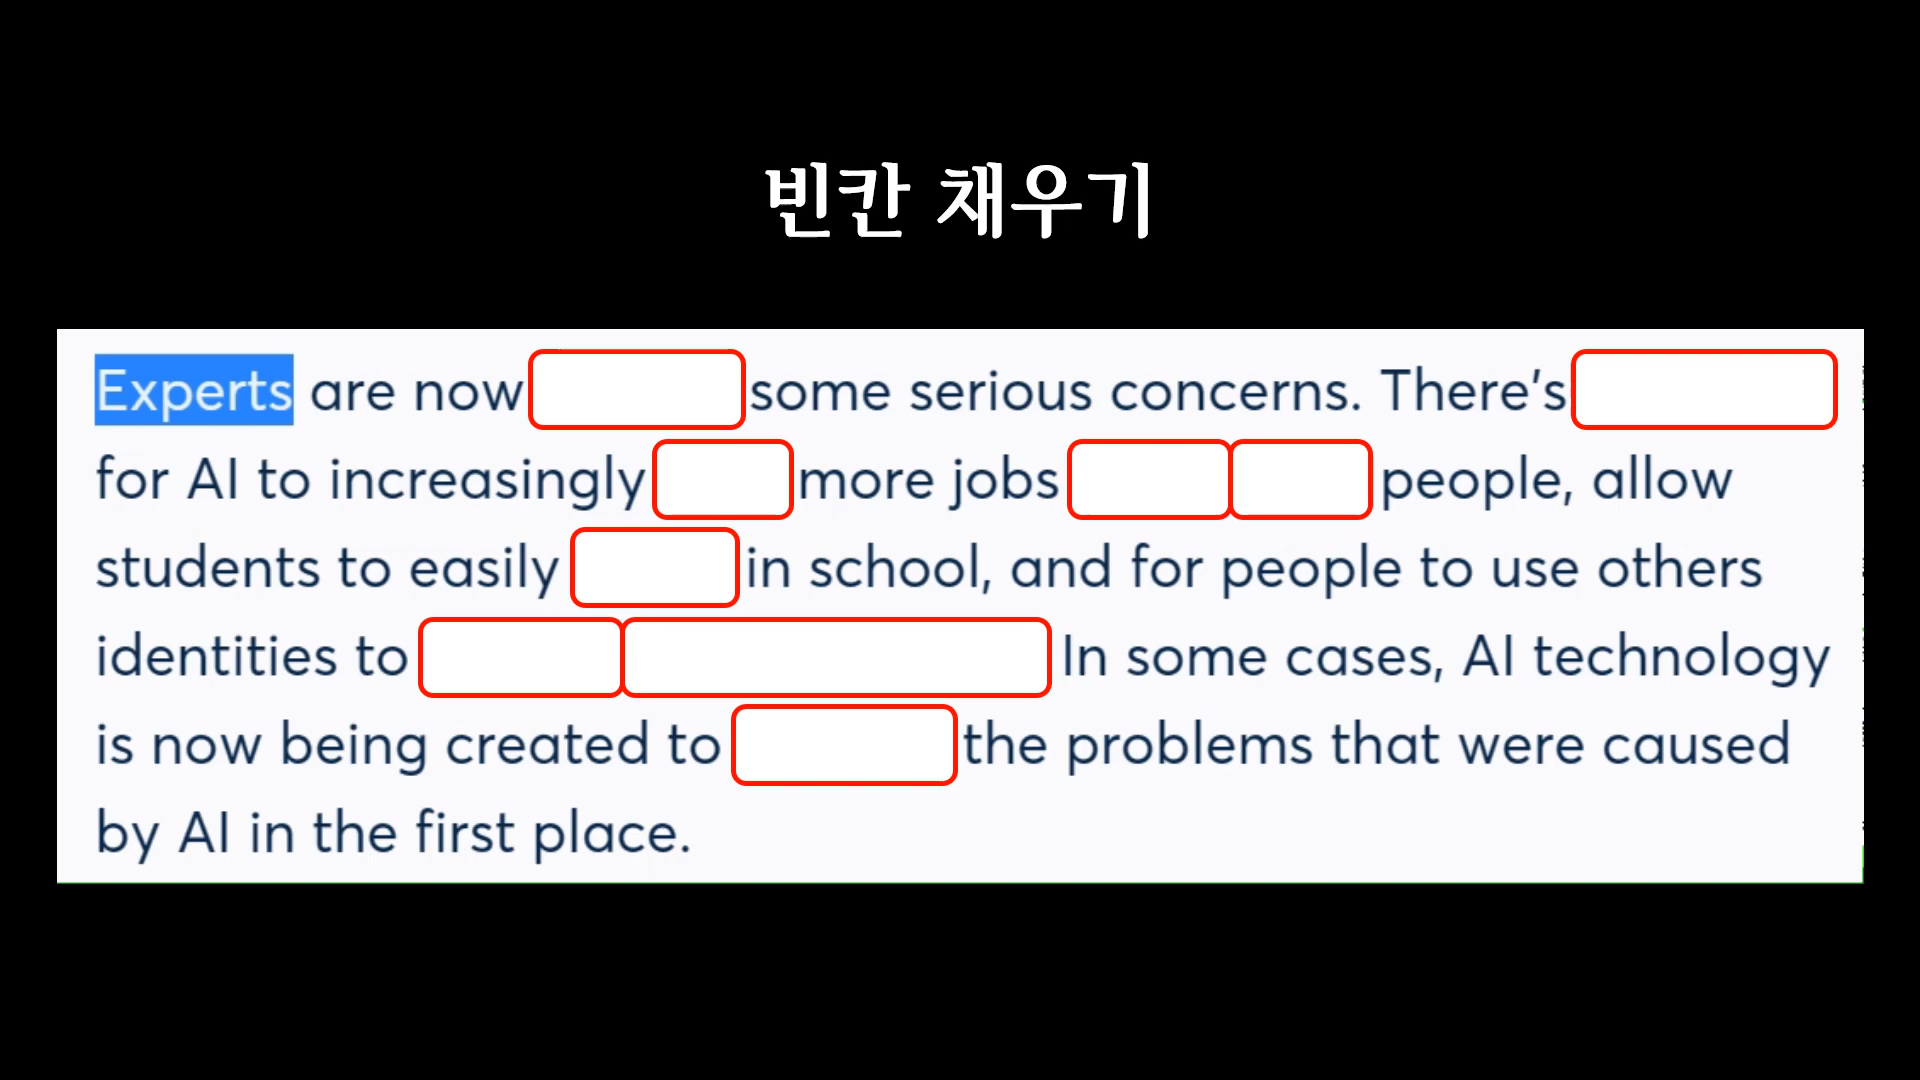 빈칸 채우기
Experts are now some serious concerns. There's
for AI to increasingly more jobs people, allow
students to easily in school, and for people to use others
identities to In some cases, AI technology
is now being created to the problems that were caused
by AI in the first place.